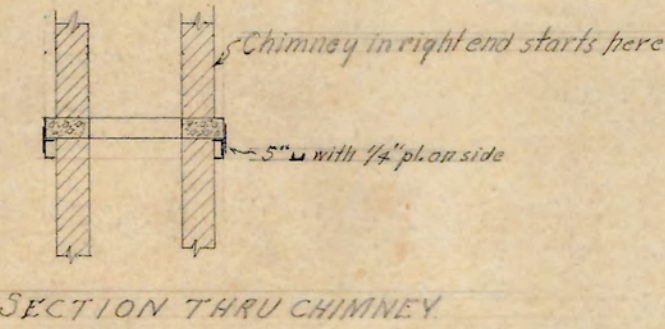 Chimney in right end starts here
5" ⊔ with 1/4" pl. on side
SECTION THRU CHIMNEY